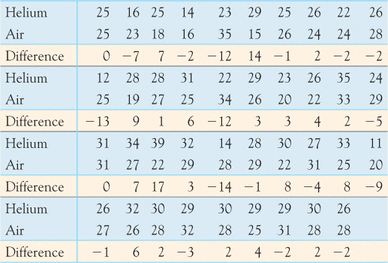 Helium 25 16 25 14 23 29 25 26 22 26
Air 25 23 18 16 35 15 26 24 24 28
Difference 0 −7 7 −2 −12 14 −1 2 −2 −2
Helium 12 28 28 31 22 29 23 26 35 24
Air 25 19 27 25 34 26 20 22 33 29
Difference −13 9 1 6 −12 3 3 4 2 −5
Helium 31 34 39 32 14 28 30 27 33 11
Air 31 27 22 29 28 29 22 31 25 20
Difference 0 7 17 3 −14 −1 8 −4 8 −9
Helium 26 32 30 29 30 29 29 30 26
Air 27 26 28 32 28 25 31 28 28
Difference −1 6 2 −3 2 4 −2 2 −2